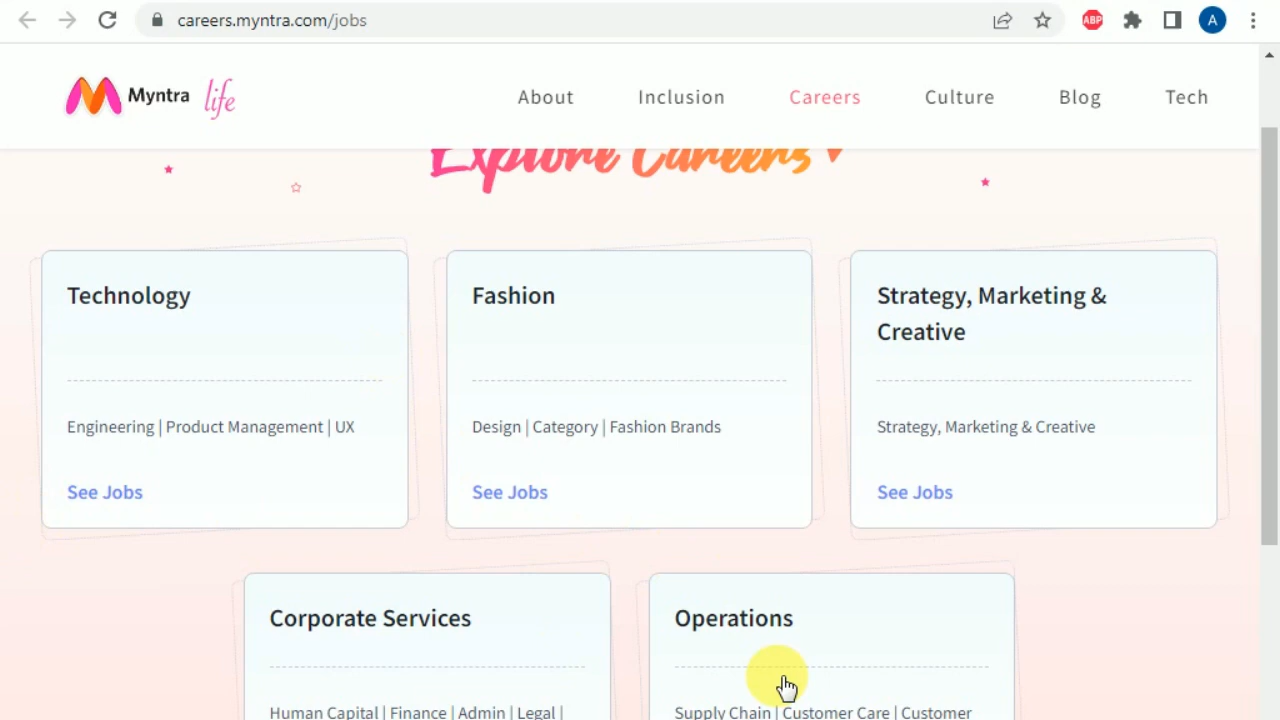 careers.myntra.com/jobs
ABP
A
Myntra life
About Inclusion Careers Culture Blog Tech
Explore Careers
Technology
Engineering | Product Management | UX
See Jobs
Fashion
Design | Category | Fashion Brands
See Jobs
Strategy, Marketing &
Creative
Strategy, Marketing & Creative
See Jobs
Corporate Services
Human Capital | Finance | Admin | Legal |
Operations
Supply Chain | Customer Care | Customer